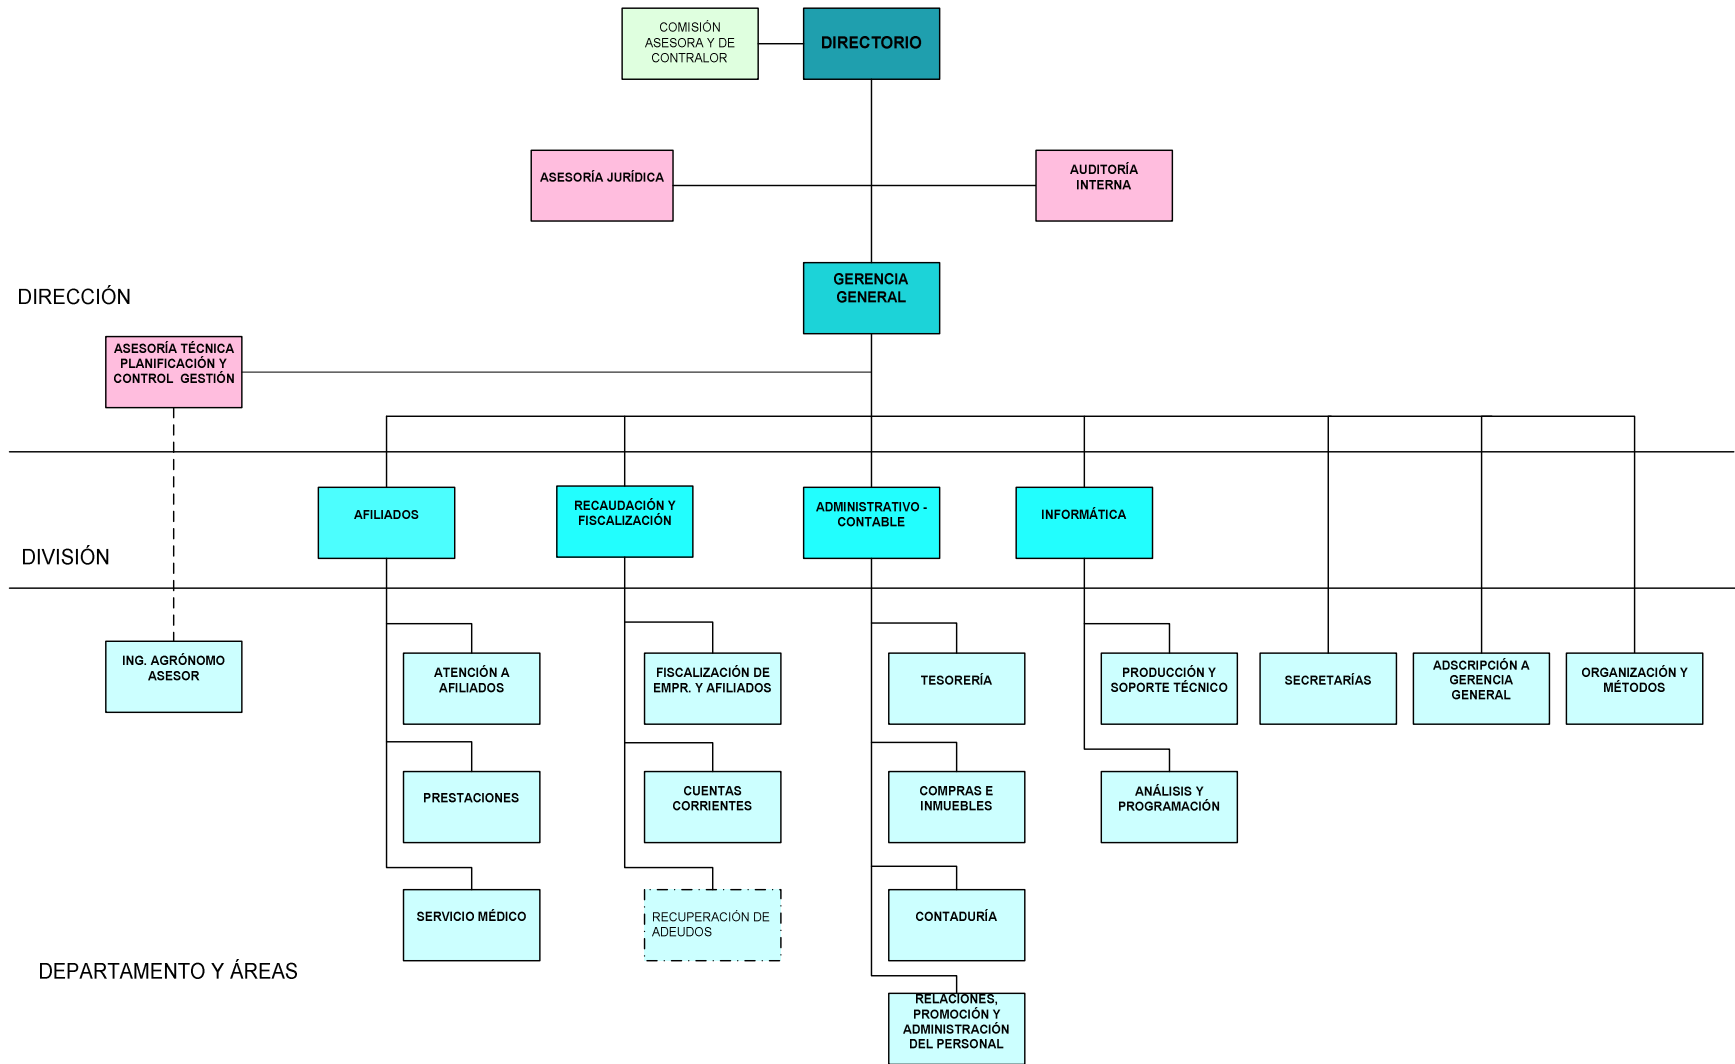 COMISIÓN
ASESORA Y DE
CONTRALOR
DIRECTORIO
ASESORÍA JURÍDICA
AUDITORÍA
INTERNA
GERENCIA
GENERAL
DIRECCIÓN
ASESORÍA TÉCNICA
PLANIFICACIÓN Y
CONTROL  GESTIÓN
AFILIADOS
RECAUDACIÓN Y
FISCALIZACIÓN
ADMINISTRATIVO -
CONTABLE
INFORMÁTICA
DIVISIÓN
ING. AGRÓNOMO
ASESOR
ATENCIÓN A
AFILIADOS
FISCALIZACIÓN DE
EMPR. Y AFILIADOS
TESORERÍA
PRODUCCIÓN Y
SOPORTE TÉCNICO
SECRETARÍAS
ADSCRIPCIÓN A
GERENCIA
GENERAL
ORGANIZACIÓN Y
MÉTODOS
PRESTACIONES
CUENTAS
CORRIENTES
COMPRAS E
INMUEBLES
ANÁLISIS Y
PROGRAMACIÓN
SERVICIO MÉDICO
RECUPERACIÓN DE
ADEUDOS
CONTADURÍA
DEPARTAMENTO Y ÁREAS
RELACIONES,
PROMOCIÓN Y
ADMINISTRACIÓN
DEL PERSONAL